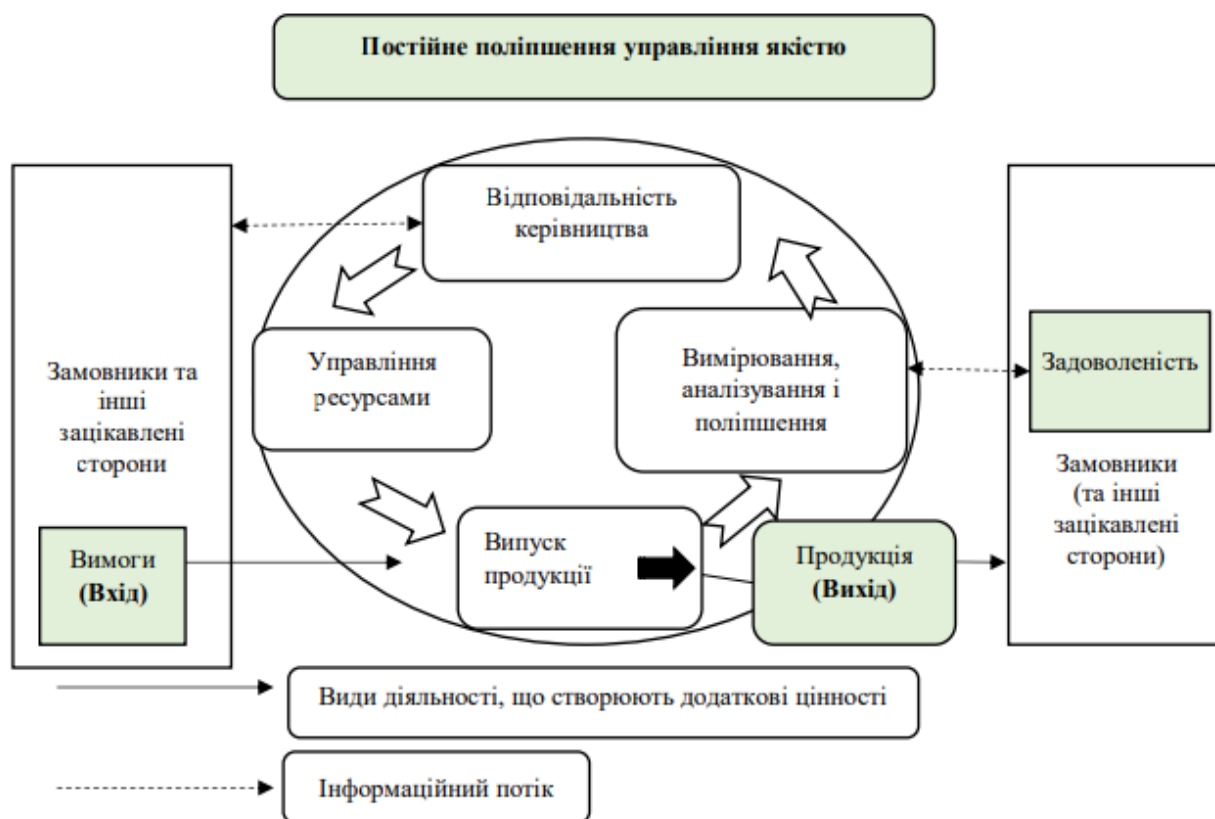 Постійне поліпшення управління якістю
Відповідальність
керівництва
Управління
ресурсами
Вимірювання,
аналізування і
поліпшення
Задоволеність
Замовники та
інші
зацікавлені
сторони
Замовники
(та інші
зацікавлені
сторони)
Вимоги
(Вхід)
Випуск
продукції
Продукція
(Вихід)
Види діяльності, що створюють додаткові цінності
Інформаційний потік